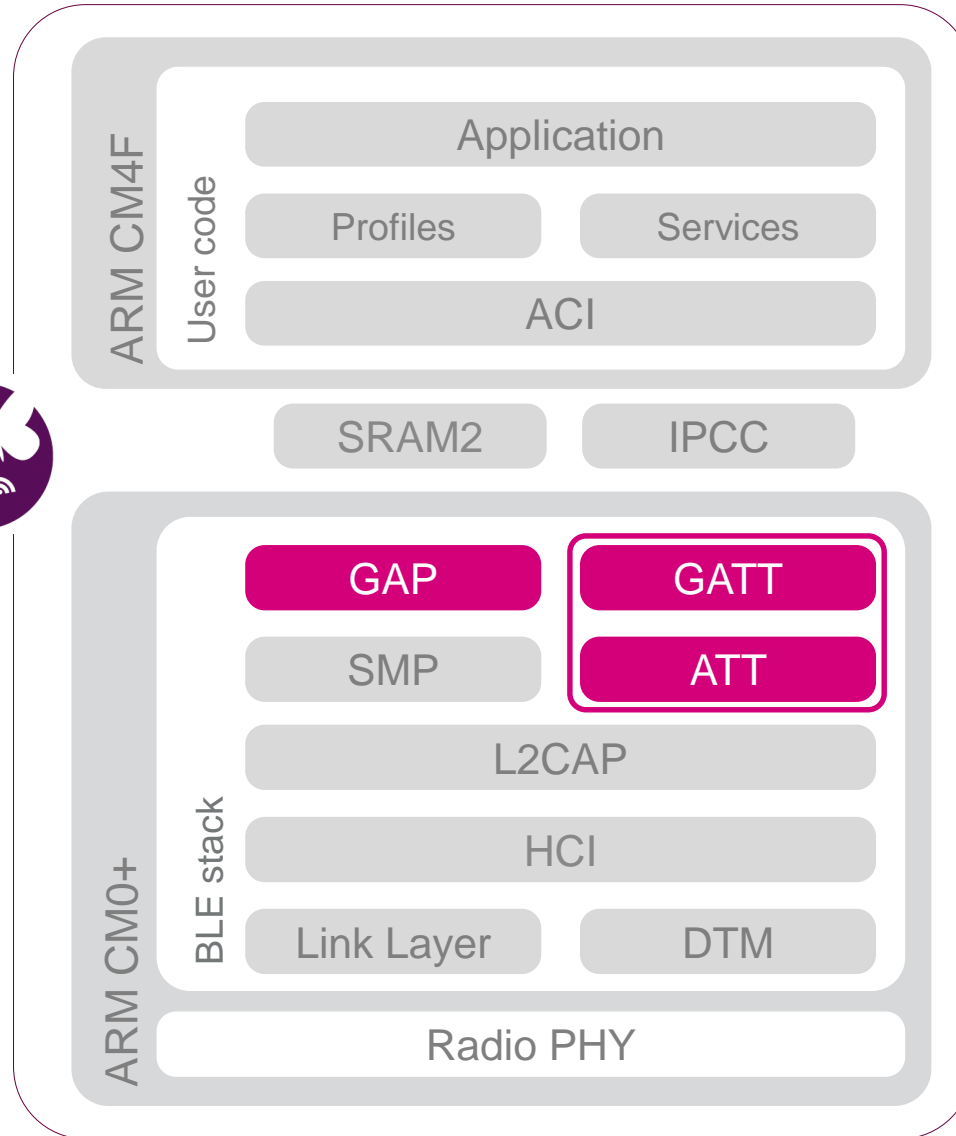 ARM CM4F
User code
Application
Profiles
Services
ACI
SRAM2
IPCC
ARM CM0+
BLE stack
GAP
GATT
SMP
ATT
L2CAP
HCI
Link Layer
DTM
Radio PHY